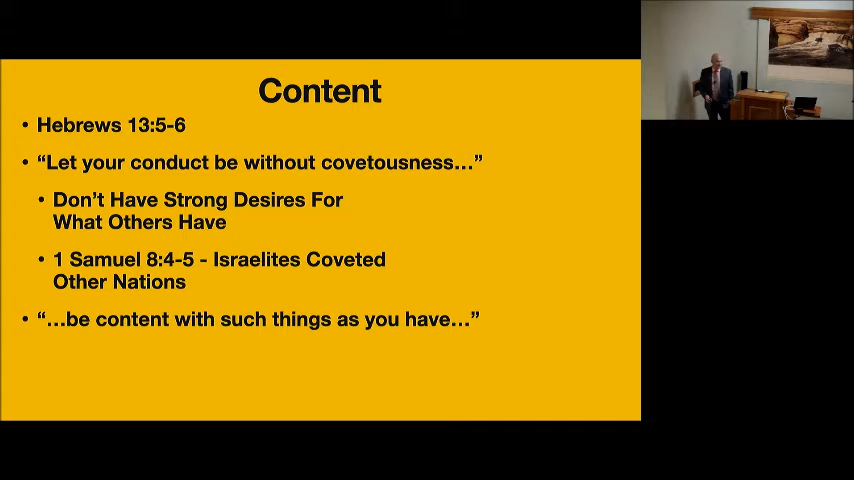 Content
• Hebrews 13:5-6
• “Let your conduct be without covetousness…”
• Don’t Have Strong Desires For
What Others Have
• 1 Samuel 8:4-5 - Israelites Coveted
Other Nations
• “…be content with such things as you have…”